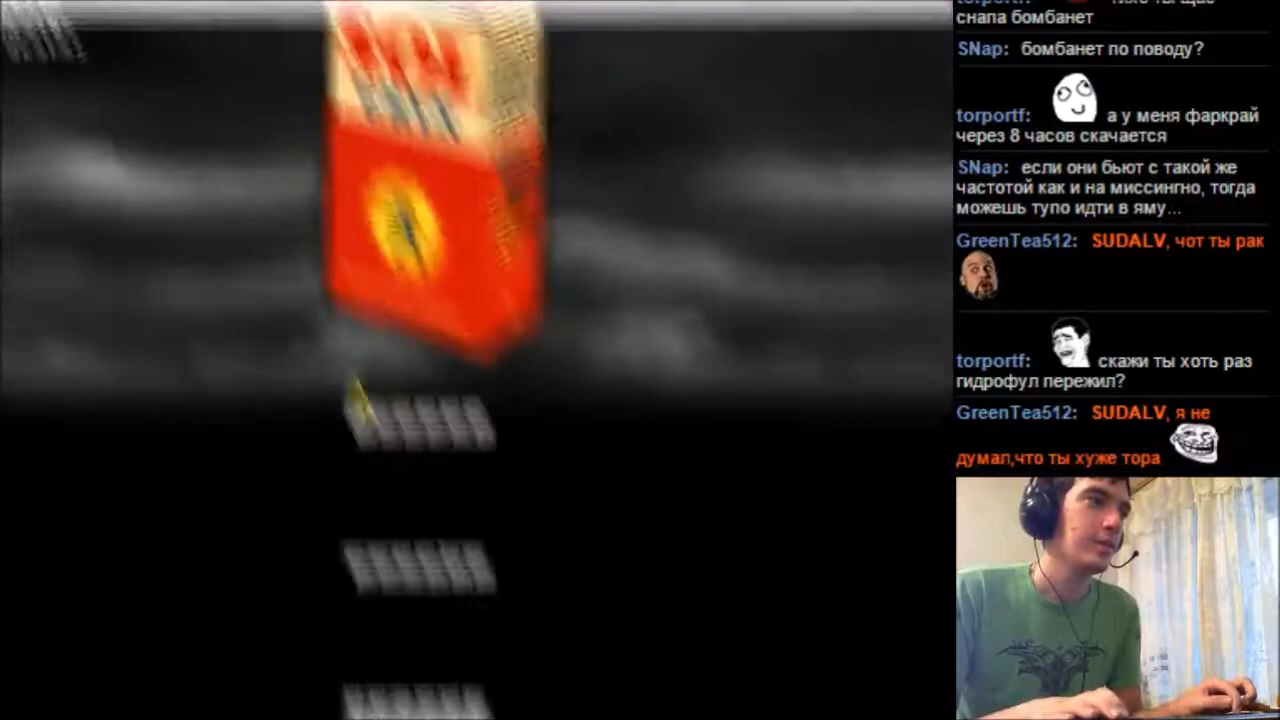 снапа бомбанет
SNap: бомбанет по поводу?
torportf: а у меня фаркрай
через 8 часов скачается
SNap: если они бьют с такой же
частотой как и на миссингно, тогда
можешь тупо идти в яму...
GreenTea512: SUDALV, чот ты рак
torportf: скажи ты хоть раз
гидрофул пережил?
GreenTea512: SUDALV, я не
думал,что ты хуже тора